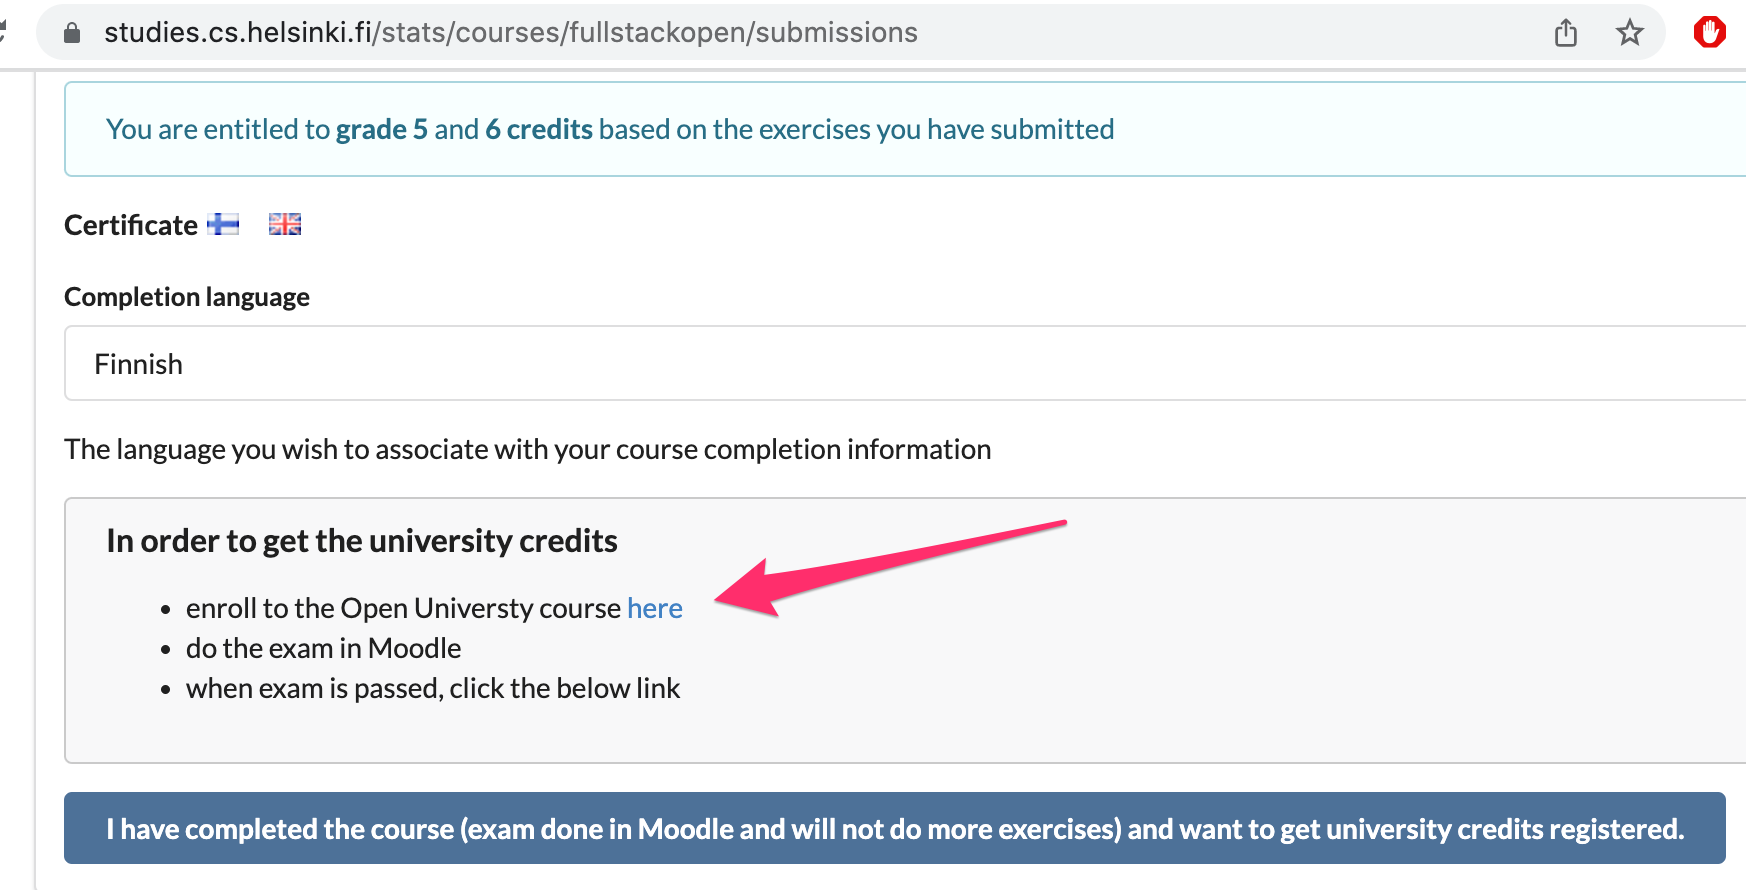 studies.cs.helsinki.fi/stats/courses/fullstackopen/submissions
You are entitled to grade 5 and 6 credits based on the exercises you have submitted
Certificate
Completion language
Finnish
The language you wish to associate with your course completion information
In order to get the university credits
• enroll to the Open Universty course here
• do the exam in Moodle
• when exam is passed, click the below link
I have completed the course (exam done in Moodle and will not do more exercises) and want to get university credits registered.